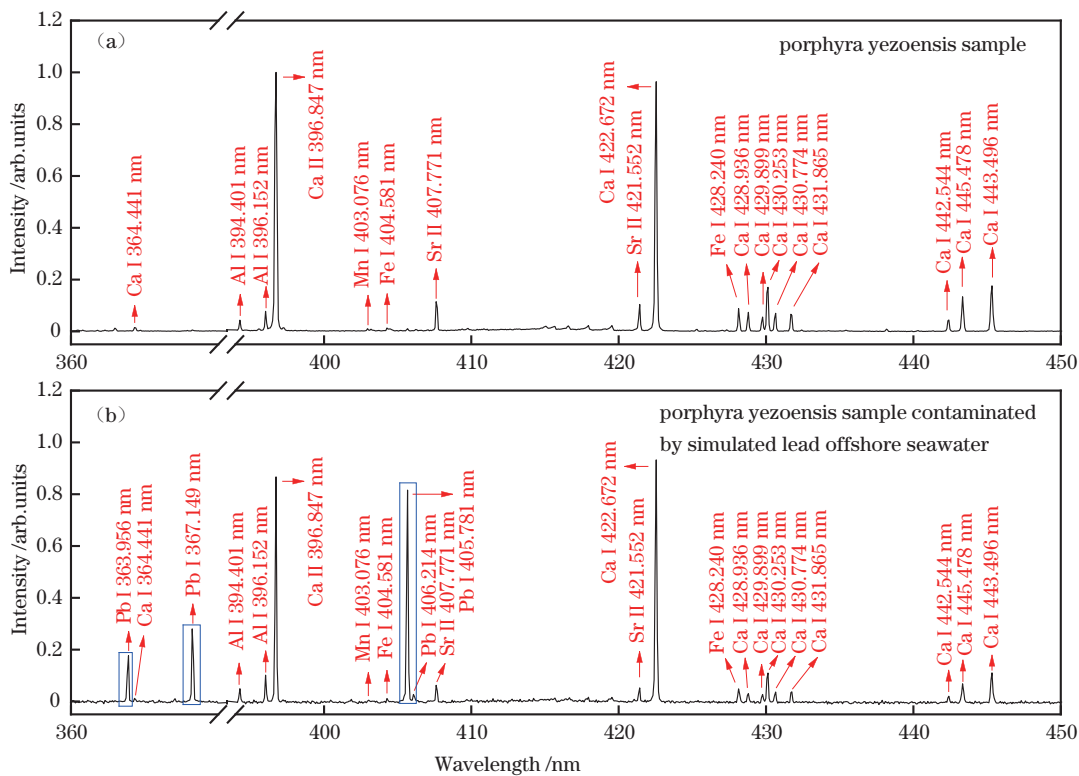 1.2
(a)
porphyra yezoensis sample
1.0
0.8
0.6
0.4
0.2
0
Intensity /arb.units
Ca I 364.441 nm
Al I 394.401 nm
Al I 396.152 nm
Ca II 396.847 nm
Mn I 403.076 nm
Fe I 404.581 nm
Sr II 407.771 nm
Ca I 422.672 nm
Sr II 421.552 nm
Fe I 428.240 nm
Ca I 428.936 nm
Ca I 429.899 nm
Ca I 430.253 nm
Ca I 430.774 nm
Ca I 431.865 nm
Ca I 442.544 nm
Ca I 445.478 nm
Ca I 443.496 nm
360 400 410 420 430 440 450
1.2
(b)
porphyra yezoensis sample contaminated
by simulated lead offshore seawater
1.0
0.8
0.6
0.4
0.2
0
Intensity /arb.units
Pb I 363.956 nm
Ca I 364.441 nm
Pb I 367.149 nm
Al I 394.401 nm
Al I 396.152 nm
Ca II 396.847 nm
Mn I 403.076 nm
Fe I 404.581 nm
Pb I 406.214 nm
Sr II 407.771 nm
Pb I 405.781 nm
Ca I 422.672 nm
Sr II 421.552 nm
Fe I 428.240 nm
Ca I 428.936 nm
Ca I 429.899 nm
Ca I 430.253 nm
Ca I 430.774 nm
Ca I 431.865 nm
Ca I 442.544 nm
Ca I 445.478 nm
Ca I 443.496 nm
360 400 410 420 430 440 450
Wavelength /nm